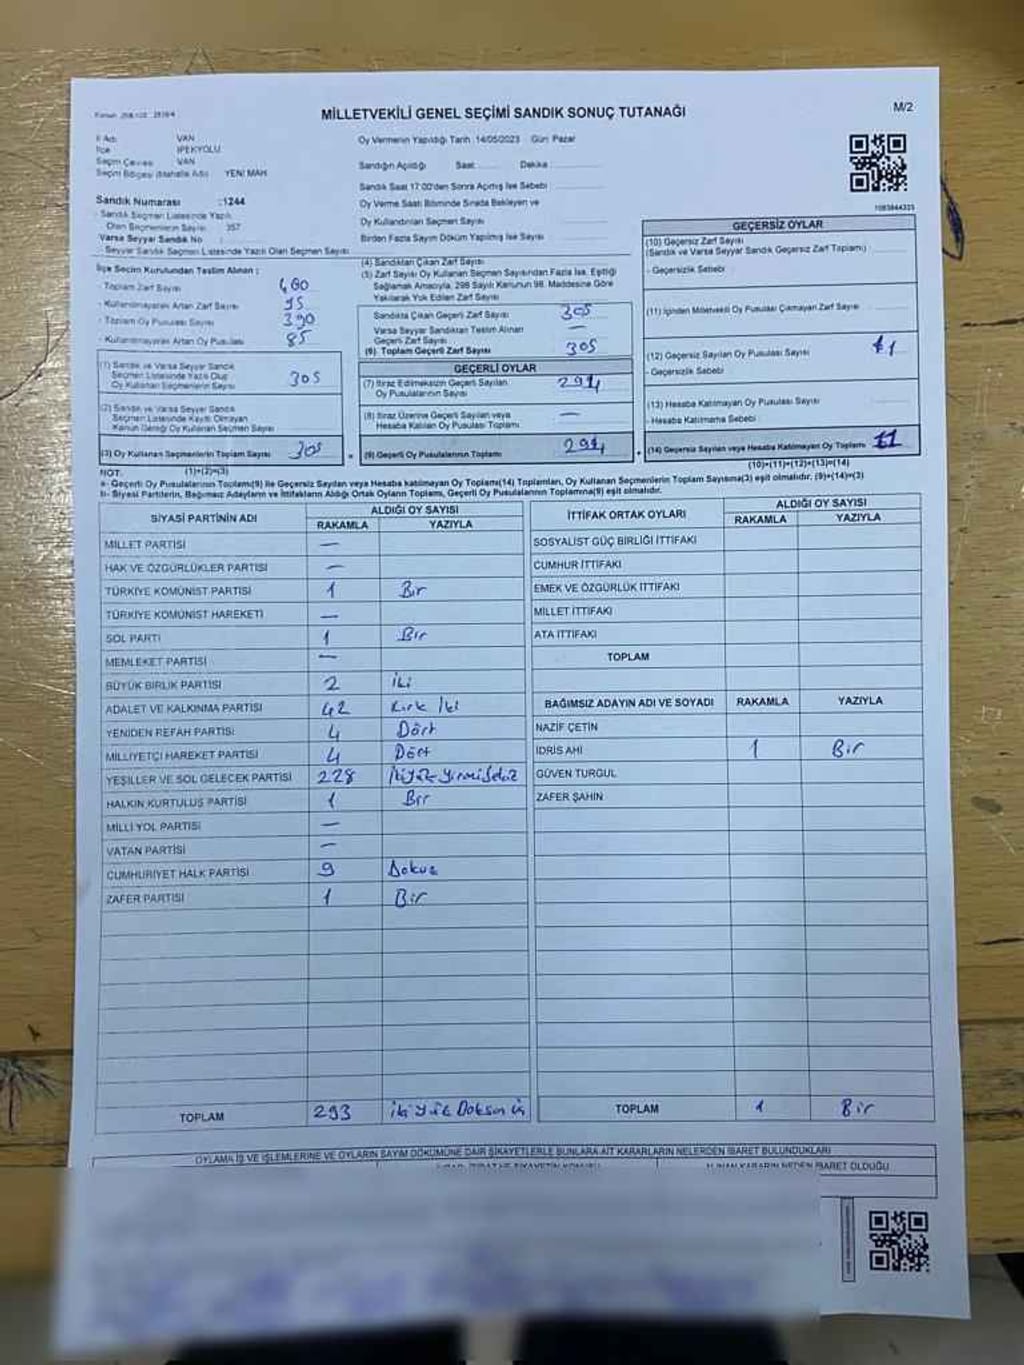 MİLLETVEKİLİ GENEL SEÇİMİ SANDIK SONUÇ TUTANAĞI
M/2
İl Adı VAN
İlçe İPEKYOLU
Seçim Çevresi VAN
Seçim Bölgesi (Mahalle Adı) YENİ MAH
Sandık Numarası :1244
- Sandık Seçmen Listesinde Yazılı
Olan Seçmenlerin Sayısı 357
Varsa Seyyar Sandık No
- Seyyar Sandık Seçmen Listesinde Yazılı Olan Seçmen Sayısı
Oy Vermenin Yapıldığı Tarih :14/05/2023 Gün: Pazar
Sandığın Açıldığı Saat: Dakika:
Sandık Saat 17:00'den Sonra Açılmış İse Sebebi
Oy Verme Saati Bitiminde Sırada Bekleyen ve
Oy Kullandırılan Seçmen Sayısı
Birden Fazla Sayım Döküm Yapılmış İse Sayısı
İlçe Seçim Kurulundan Teslim Alınan :
- Toplam Zarf Sayısı 400
- Kullanılmayarak Artan Zarf Sayısı 95
- Toplam Oy Pusulası Sayısı 390
- Kullanılmayarak Artan Oy Pusulası 85
(1) Sandık ve Varsa Seyyar Sandık
Seçmen Listesinde Yazılı Olup
Oy Kullanan Seçmenlerin Sayısı 305
(2) Sandık ve Varsa Seyyar Sandık
Seçmen Listesinde Kayıtlı Olmayan
Kanun Gereği Oy Kullanan Seçmen Sayısı
(3) Oy Kullanan Seçmenlerin Toplam Sayısı 305
(1)+(2)=(3)
(4) Sandıktan Çıkan Zarf Sayısı
(5) Zarf Sayısı Oy Kullanan Seçmen Sayısından Fazla İse, Eşitliği
Sağlamak Amacıyla, 298 Sayılı Kanunun 98. Maddesine Göre
Yakılarak Yok Edilen Zarf Sayısı
Sandıkta Çıkan Geçerli Zarf Sayısı 305
Varsa Seyyar Sandıktan Teslim Alınan
Geçerli Zarf Sayısı —
(6) Toplam Geçerli Zarf Sayısı 305
GEÇERLİ OYLAR
(7) İtiraz Edilmeksizin Geçerli Sayılan
Oy Pusulalarının Sayısı 294
(8) İtiraz Üzerine Geçerli Sayılan veya
Hesaba Katılan Oy Pusulası Toplamı —
(9) Geçerli Oy Pusulalarının Toplamı 294
1083844335
GEÇERSİZ OYLAR
(10) Geçersiz Zarf Sayısı
(Sandık ve Varsa Seyyar Sandık Geçersiz Zarf Toplamı)
- Geçersizlik Sebebi
(11) İçinden Milletvekili Oy Pusulası Çıkmayan Zarf Sayısı
(12) Geçersiz Sayılan Oy Pusulası Sayısı 11
- Geçersizlik Sebebi
(13) Hesaba Katılmayan Oy Pusulası Sayısı
- Hesaba Katılmama Sebebi
(14) Geçersiz Sayılan veya Hesaba Katılmayan Oy Toplamı 11
(10)+(11)+(12)+(13)=(14)
NOT:
a- Geçerli Oy Pusulalarının Toplamı(9) ile Geçersiz Sayılan veya Hesaba katılmayan Oy Toplamı(14) Toplamları, Oy Kullanan Seçmenlerin Toplam Sayısına(3) eşit olmalıdır. (9)+(14)=(3)
b- Siyasi Partilerin, Bağımsız Adayların ve İttifakların Aldığı Ortak Oyların Toplamı, Geçerli Oy Pusulalarının Toplamına(9) eşit olmalıdır.
SİYASİ PARTİNİN ADI ALDIĞI OY SAYISI
RAKAMLA YAZIYLA
MİLLET PARTİSİ —
HAK VE ÖZGÜRLÜKLER PARTİSİ —
TÜRKİYE KOMÜNİST PARTİSİ 1 Bir
TÜRKİYE KOMÜNİST HAREKETİ —
SOL PARTİ 1 Bir
MEMLEKET PARTİSİ —
BÜYÜK BİRLİK PARTİSİ 2 İki
ADALET VE KALKINMA PARTİSİ 42 Kırk İki
YENİDEN REFAH PARTİSİ 4 Dört
MİLLİYETÇİ HAREKET PARTİSİ 4 Dört
YEŞİLLER VE SOL GELECEK PARTİSİ 228 İkiyüz Yirmi Sekiz
HALKIN KURTULUŞ PARTİSİ 1 Bir
MİLLİ YOL PARTİSİ —
VATAN PARTİSİ —
CUMHURİYET HALK PARTİSİ 9 Dokuz
ZAFER PARTİSİ 1 Bir
TOPLAM 293 İki Yüz Doksan üç
İTTİFAK ORTAK OYLARI ALDIĞI OY SAYISI
RAKAMLA YAZIYLA
SOSYALİST GÜÇ BİRLİĞİ İTTİFAKI
CUMHUR İTTİFAKI
EMEK VE ÖZGÜRLÜK İTTİFAKI
MİLLET İTTİFAKI
ATA İTTİFAKI
TOPLAM
BAĞIMSIZ ADAYIN ADI VE SOYADI RAKAMLA YAZIYLA
NAZİF ÇETİN
İDRİS AHİ 1 Bir
GÜVEN TURGUL
ZAFER ŞAHİN
TOPLAM 1 Bir
OYLAMA İŞ VE İŞLEMLERİNE VE OYLARIN SAYIM DÖKÜMÜNE DAİR ŞİKAYETLERLE BUNLARA AİT KARARLARIN NELERDEN İBARET BULUNDUKLARI